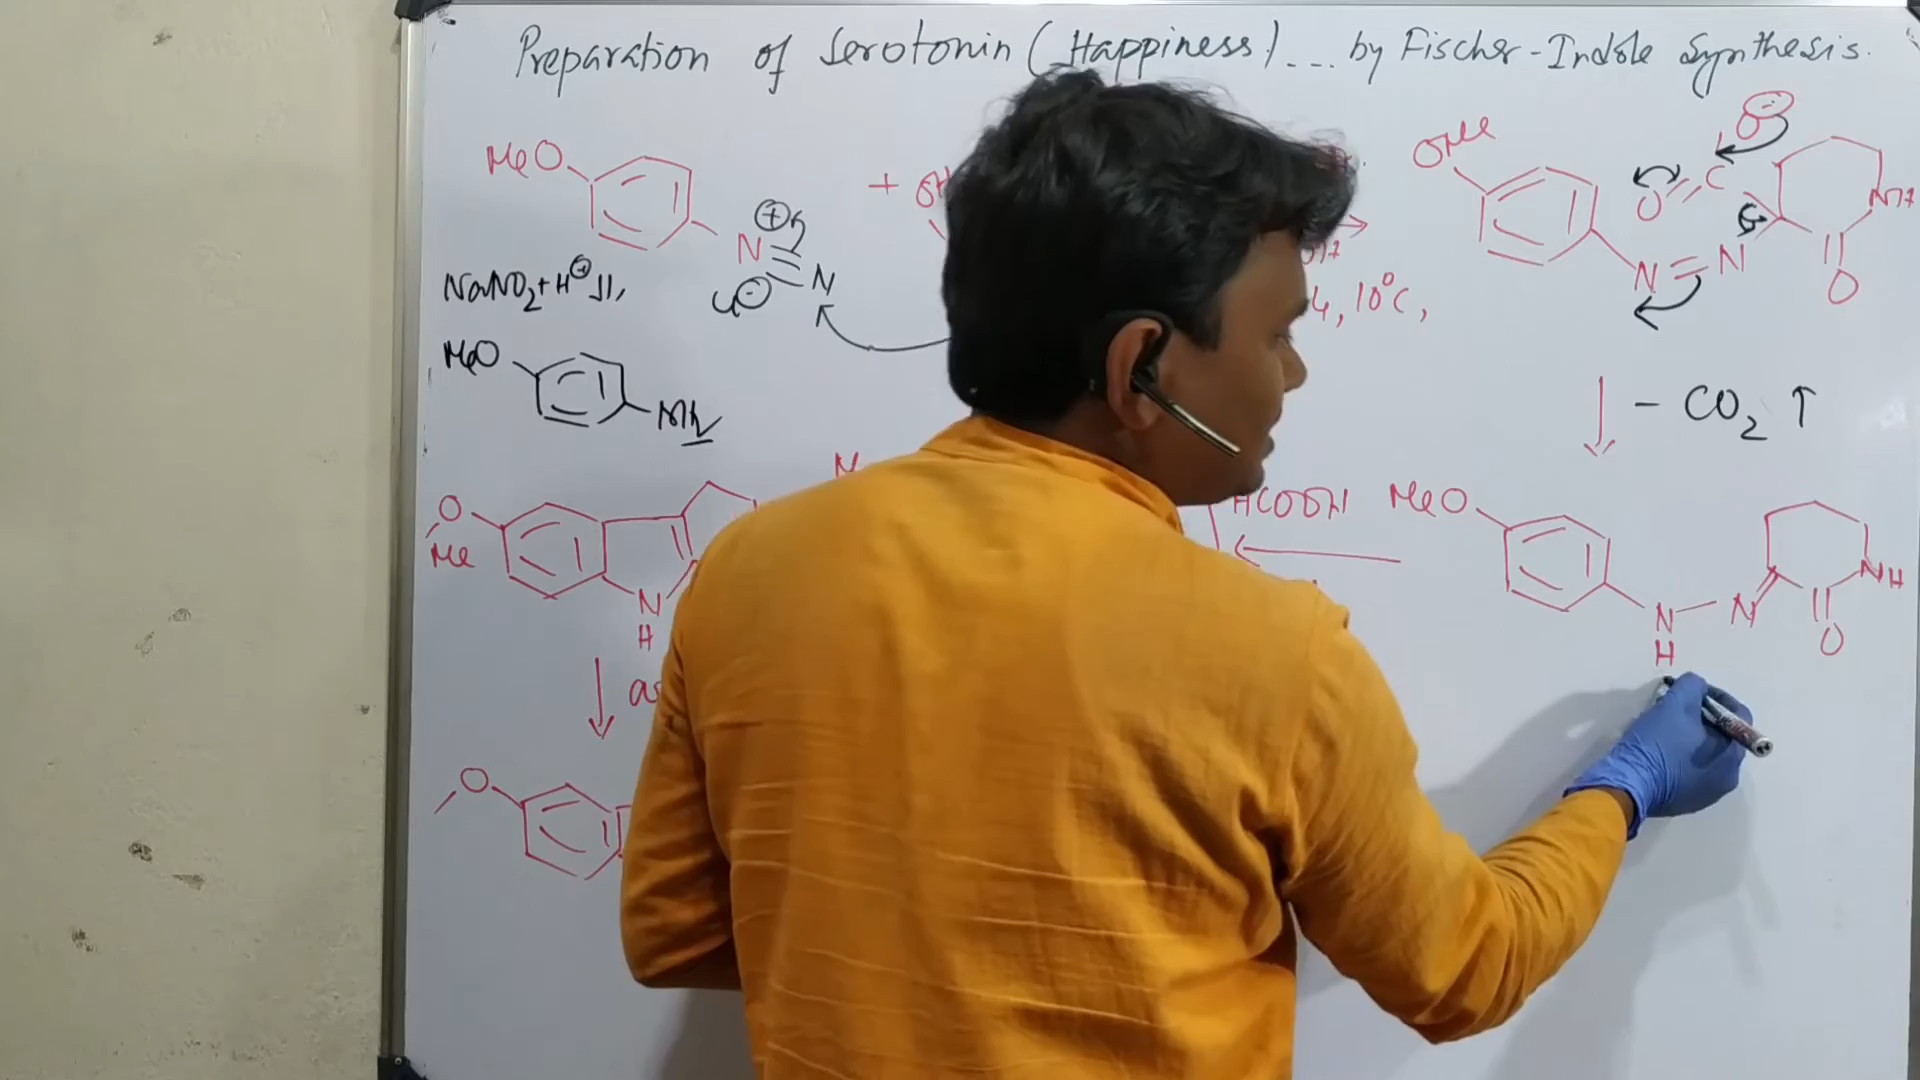 Preparation of Serotonin (Happiness)... by Fischer-Indole Synthesis.
MeO
N
N
+ OH
4, 10°C,
OMe
O
C
O
N
N
NH
O
NaNO2 + H
MeO
NH2
- CO2 ↑
HCOOH
MeO
N
H
N
NH
O
O
Me
N
H
O